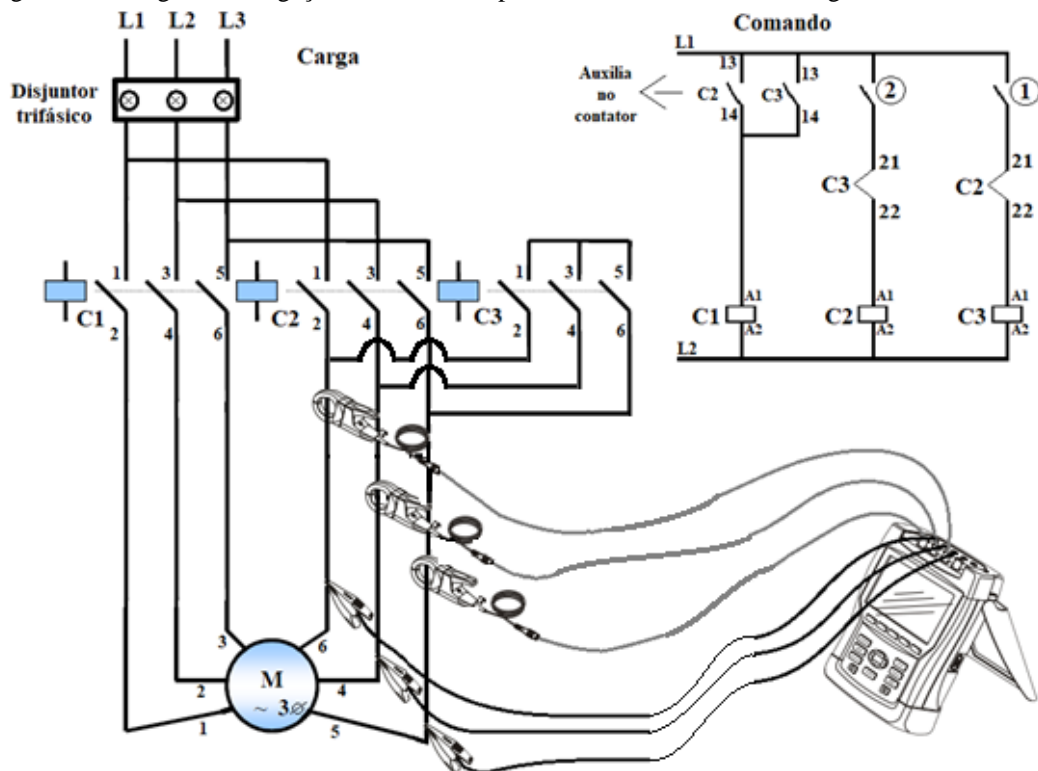 L1 L2 L3
Carga
Disjuntor
trifásico
1 3 5
C1
2 4 6
1 3 5
C2
2 4 6
1 3 5
C3
2 4 6
3 6
2 M 4
~ 3ø
1 5
Comando
L1
Auxilia
no
contator
13
C2
14
13
C3
14
2
21
C3
22
1
21
C2
22
C1
A1
A2
C2
A1
A2
C3
A1
A2
L2